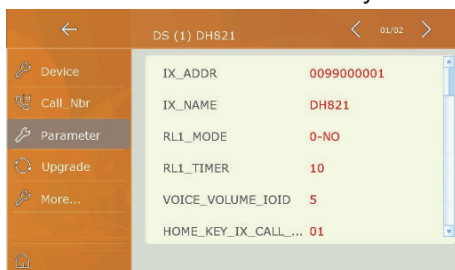 DS (1) DH821
01/02
Device
Call_Nbr
Parameter
Upgrade
More...
IX_ADDR 0099000001
IX_NAME DH821
RL1_MODE 0-NO
RL1_TIMER 10
VOICE_VOLUME_IOID 5
HOME_KEY_IX_CALL_... 01